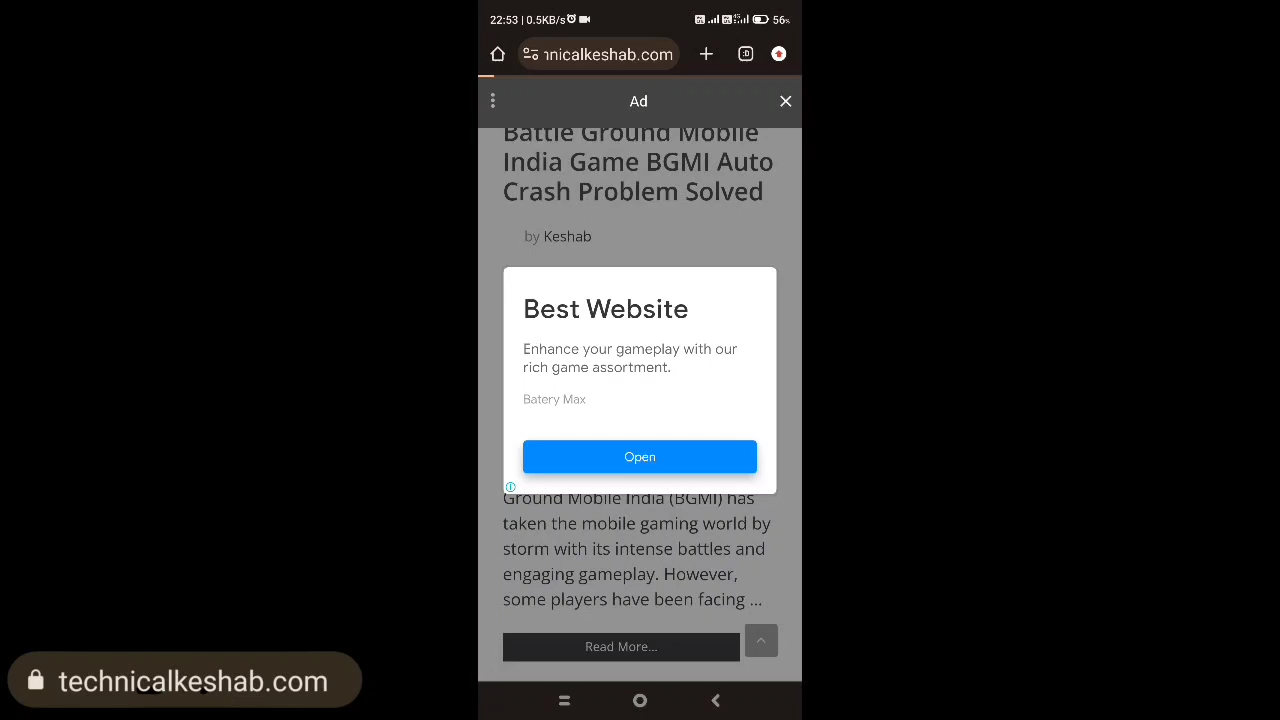 22:53 | 0.5KB/s
56%
nicalkeshab.com
:D
Ad
Battle Ground Mobile
India Game BGMI Auto
Crash Problem Solved
by Keshab
Best Website
Enhance your gameplay with our
rich game assortment.
Batery Max
Open
Ground Mobile India (BGMI) has
taken the mobile gaming world by
storm with its intense battles and
engaging gameplay. However,
some players have been facing ...
Read More...
technicalkeshab.com